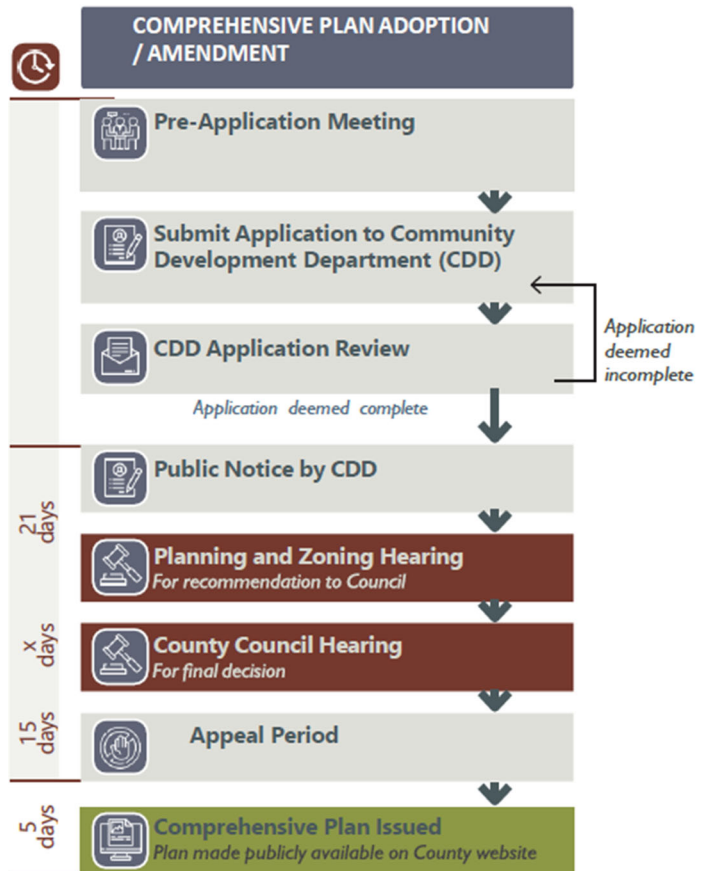 COMPREHENSIVE PLAN ADOPTION
/ AMENDMENT
Pre-Application Meeting
Submit Application to Community
Development Department (CDD)
Application
deemed
incomplete
CDD Application Review
Application deemed complete
Public Notice by CDD
21
days
Planning and Zoning Hearing
For recommendation to Council
x
days
County Council Hearing
For final decision
15
days
Appeal Period
5
days
Comprehensive Plan Issued
Plan made publicly available on County website